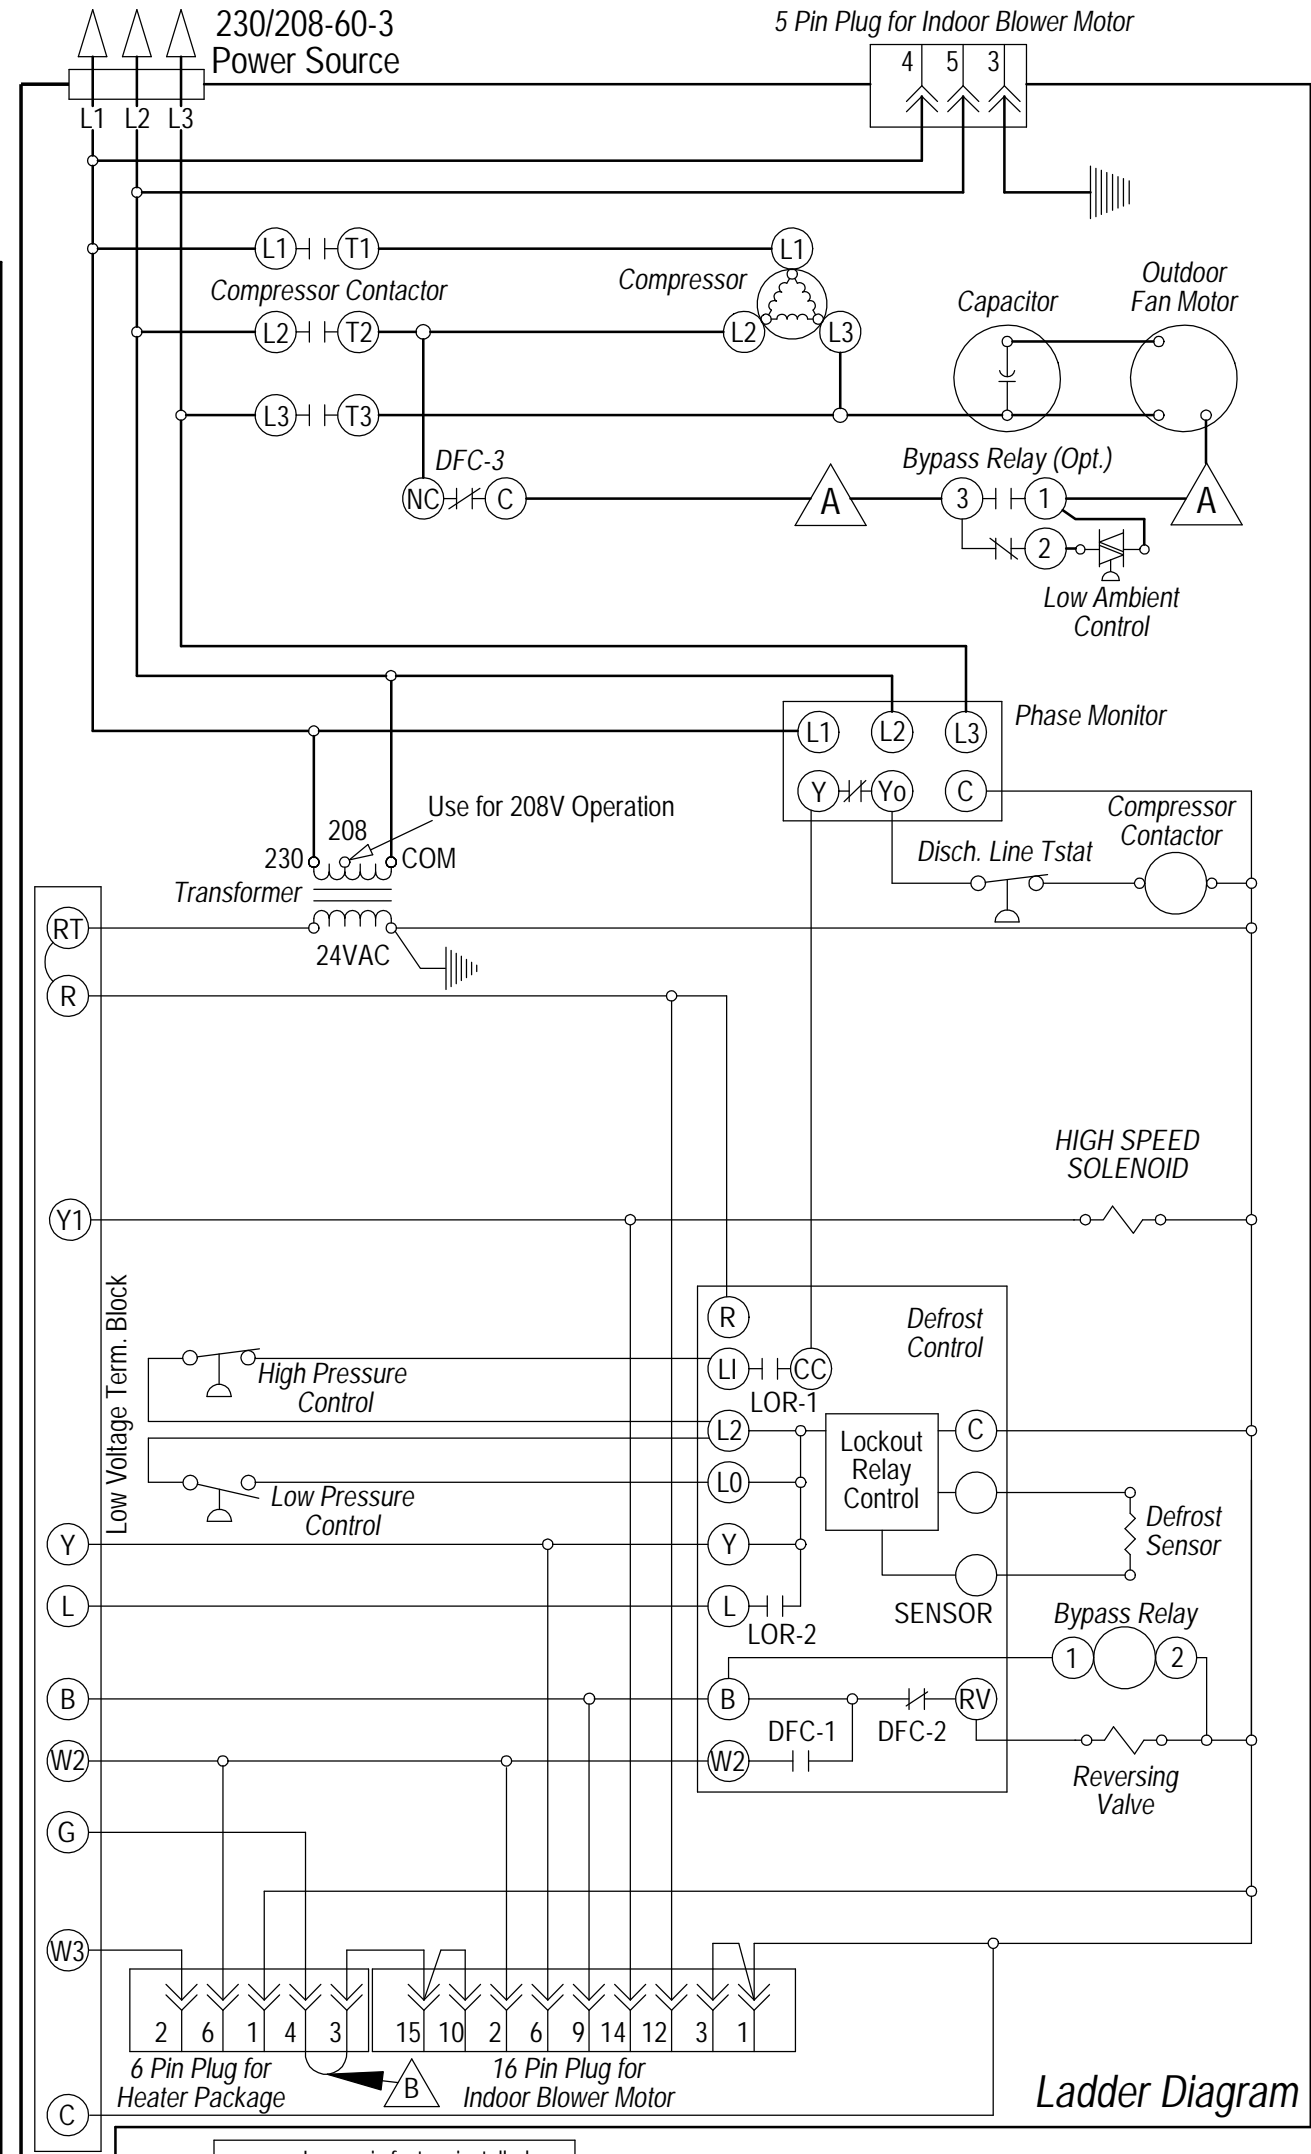 230/208-60-3
Power Source
5 Pin Plug for Indoor Blower Motor
4 5 3
L1 L2 L3
L1 T1 L1
Compressor Contactor
Compressor
L2 T2 L2 L3
Capacitor
Outdoor
Fan Motor
L3 T3
DFC-3
NC C
A
Bypass Relay (Opt.)
3 1
A
2
Low Ambient
Control
Phase Monitor
L1 L2 L3
Y Yo C
Use for 208V Operation
208
230 COM
Transformer
24VAC
Disch. Line Tstat
Compressor
Contactor
RT
R
HIGH SPEED
SOLENOID
Y1
Low Voltage Term. Block
R
Defrost
Control
LI CC
LOR-1
High Pressure
Control
L2
Lockout
Relay
Control
C
L0
Low Pressure
Control
Defrost
Sensor
Y Y
L L
LOR-2
SENSOR
Bypass Relay
1 2
B B
RV
DFC-1 DFC-2
W2 W2
Reversing
Valve
G
W3
2 6 1 4 3
15 10 2 6 9 14 12 3 1
6 Pin Plug for
Heater Package
B
16 Pin Plug for
Indoor Blower Motor
C
Ladder Diagram